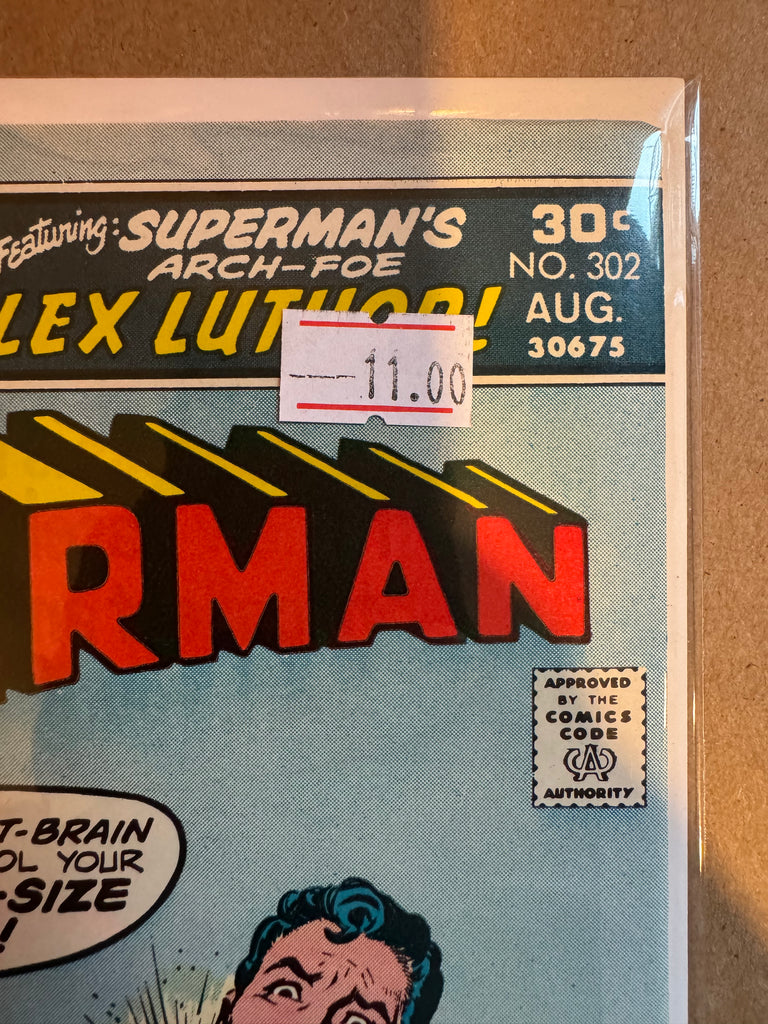 Featuring: SUPERMAN'S
ARCH-FOE
LEX LUTHOR!
30¢
NO. 302
AUG.
30675
11.00
RMAN
APPROVED
BY THE
COMICS
CODE
CA
AUTHORITY
T-BRAIN
OL YOUR
-SIZE
!